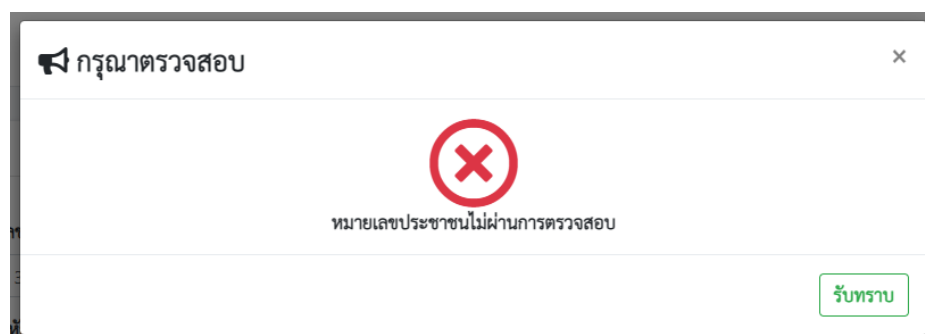 กรุณาตรวจสอบ
×
หมายเลขประชาชนไม่ผ่านการตรวจสอบ
รับทราบ